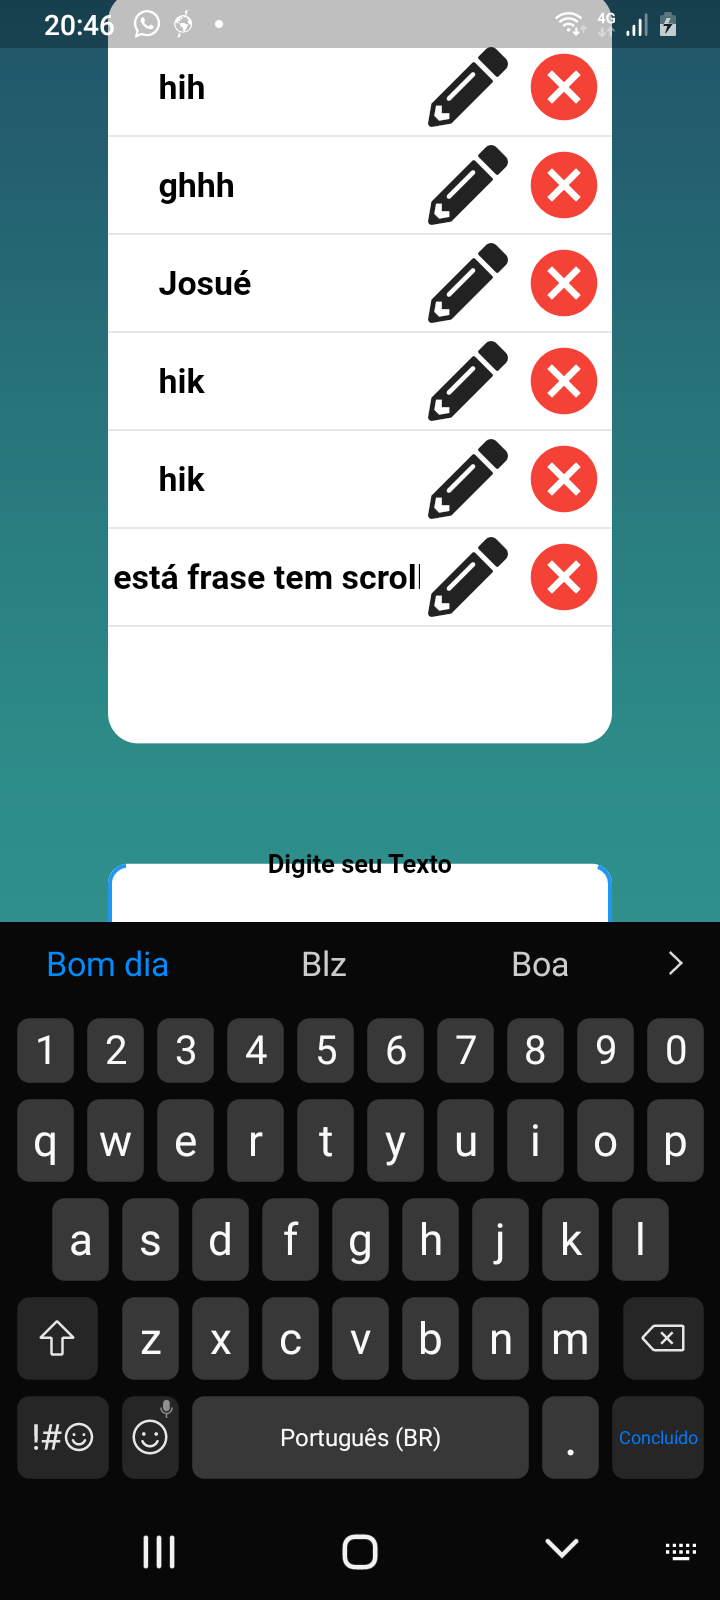 20:46
4G
hih
ghhh
Josué
hik
hik
está frase tem scroll
Digite seu Texto
Bom dia Blz Boa
1 2 3 4 5 6 7 8 9 0
q w e r t y u i o p
a s d f g h j k l
z x c v b n m
!# Português (BR) . Concluído